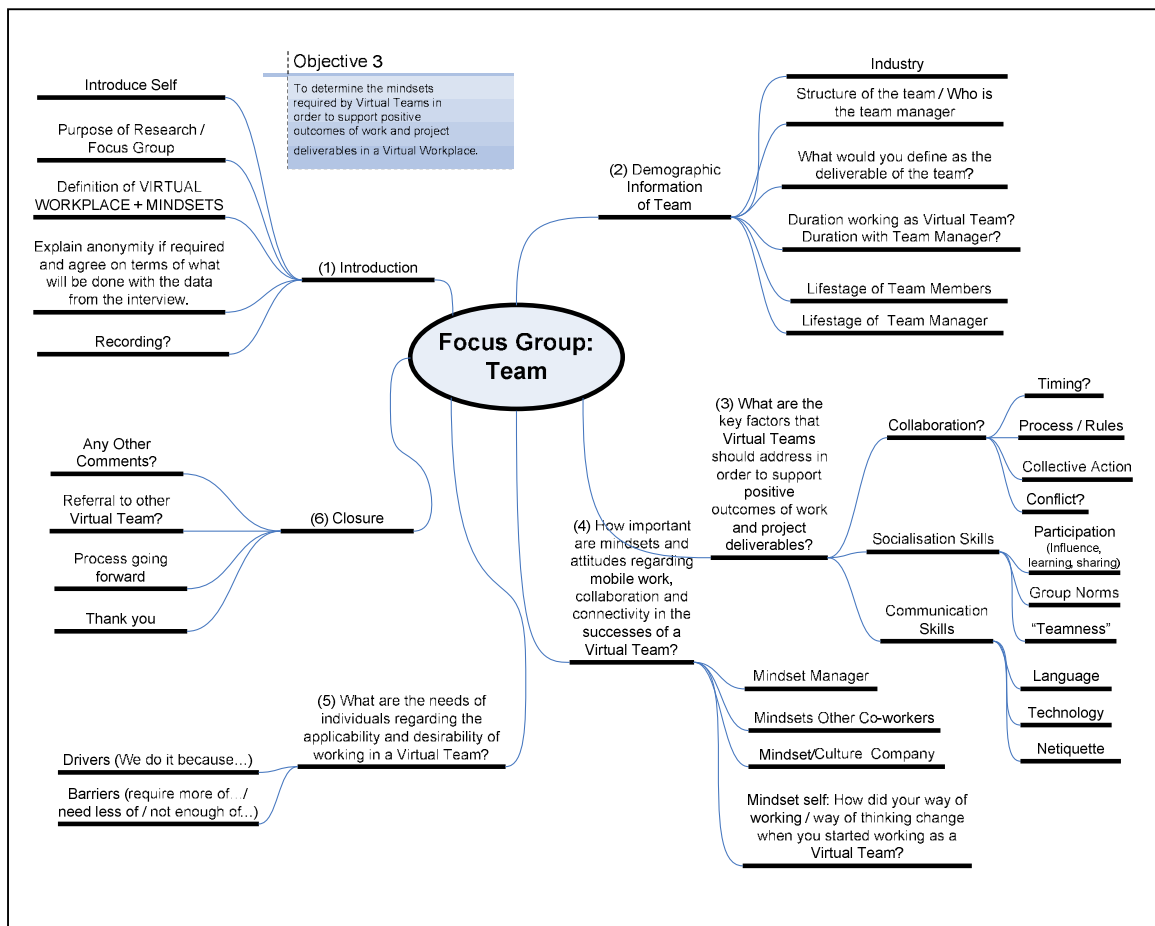 Objective 3
To determine the mindsets
required by Virtual Teams in
order to support positive
outcomes of work and project
deliverables in a Virtual Workplace.
Focus Group:
Team
(1) Introduction
Introduce Self
Purpose of Research /
Focus Group
Definition of VIRTUAL
WORKPLACE + MINDSETS
Explain anonymity if required
and agree on terms of what
will be done with the data
from the interview.
Recording?
(2) Demographic
Information
of Team
Industry
Structure of the team / Who is
the team manager
What would you define as the
deliverable of the team?
Duration working as Virtual Team?
Duration with Team Manager?
Lifestage of Team Members
Lifestage of Team Manager
(3) What are the
key factors that
Virtual Teams
should address in
order to support
positive
outcomes of work
and project
deliverables?
Collaboration?
Timing?
Process / Rules
Collective Action
Conflict?
Socialisation Skills
Participation
(Influence,
learning, sharing)
Group Norms
“Teamness”
Communication
Skills
Language
Technology
Netiquette
(4) How important
are mindsets and
attitudes regarding
mobile work,
collaboration and
connectivity in the
successes of a
Virtual Team?
Mindset Manager
Mindsets Other Co-workers
Mindset/Culture Company
Mindset self: How did your way of
working / way of thinking change
when you started working as a
Virtual Team?
(5) What are the needs of
individuals regarding the
applicability and desirability of
working in a Virtual Team?
Drivers (We do it because...)
Barriers (require more of.../
need less of / not enough of...)
(6) Closure
Any Other
Comments?
Referral to other
Virtual Team?
Process going
forward
Thank you